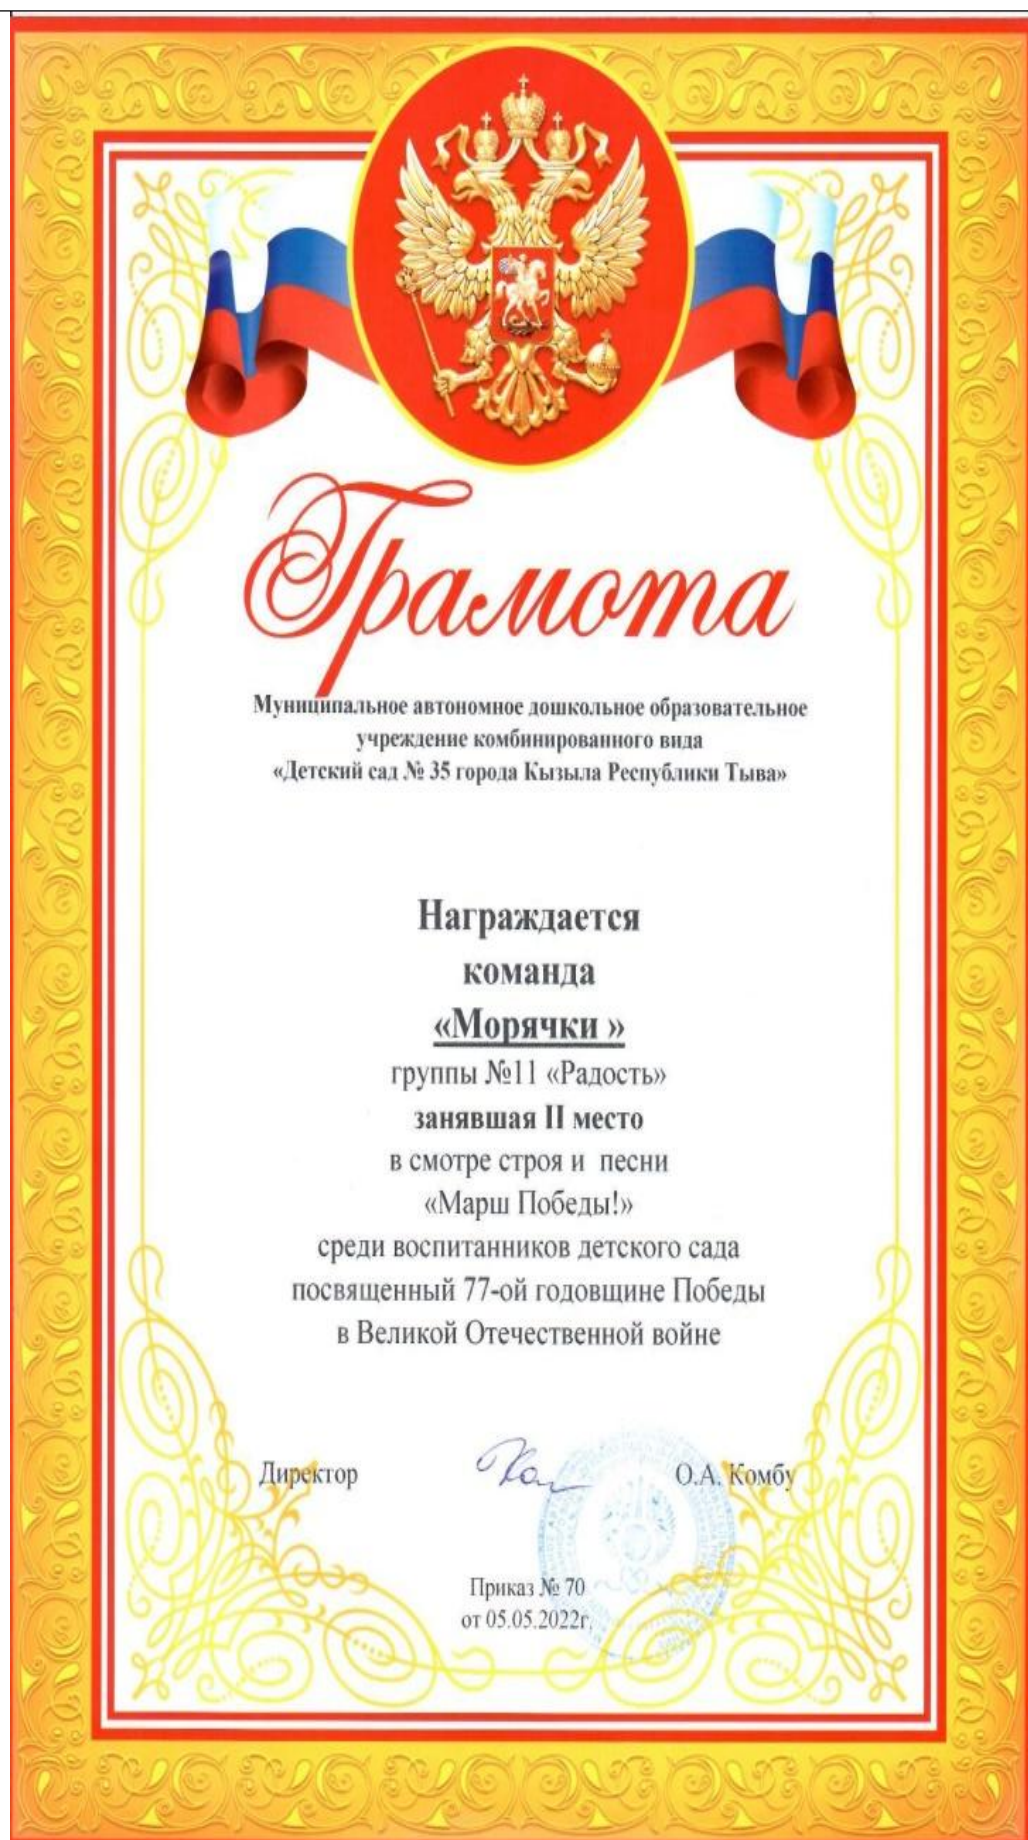 Грамота
Муниципальное автономное дошкольное образовательное
учреждение комбинированного вида
«Детский сад № 35 города Кызыла Республики Тыва»
Награждается
команда
«Морячки »
группы №11 «Радость»
занявшая II место
в смотре строя и песни
«Марш Победы!»
среди воспитанников детского сада
посвященный 77-ой годовщине Победы
в Великой Отечественной войне
Директор О.А. Комбу
Приказ № 70
от 05.05.2022г.